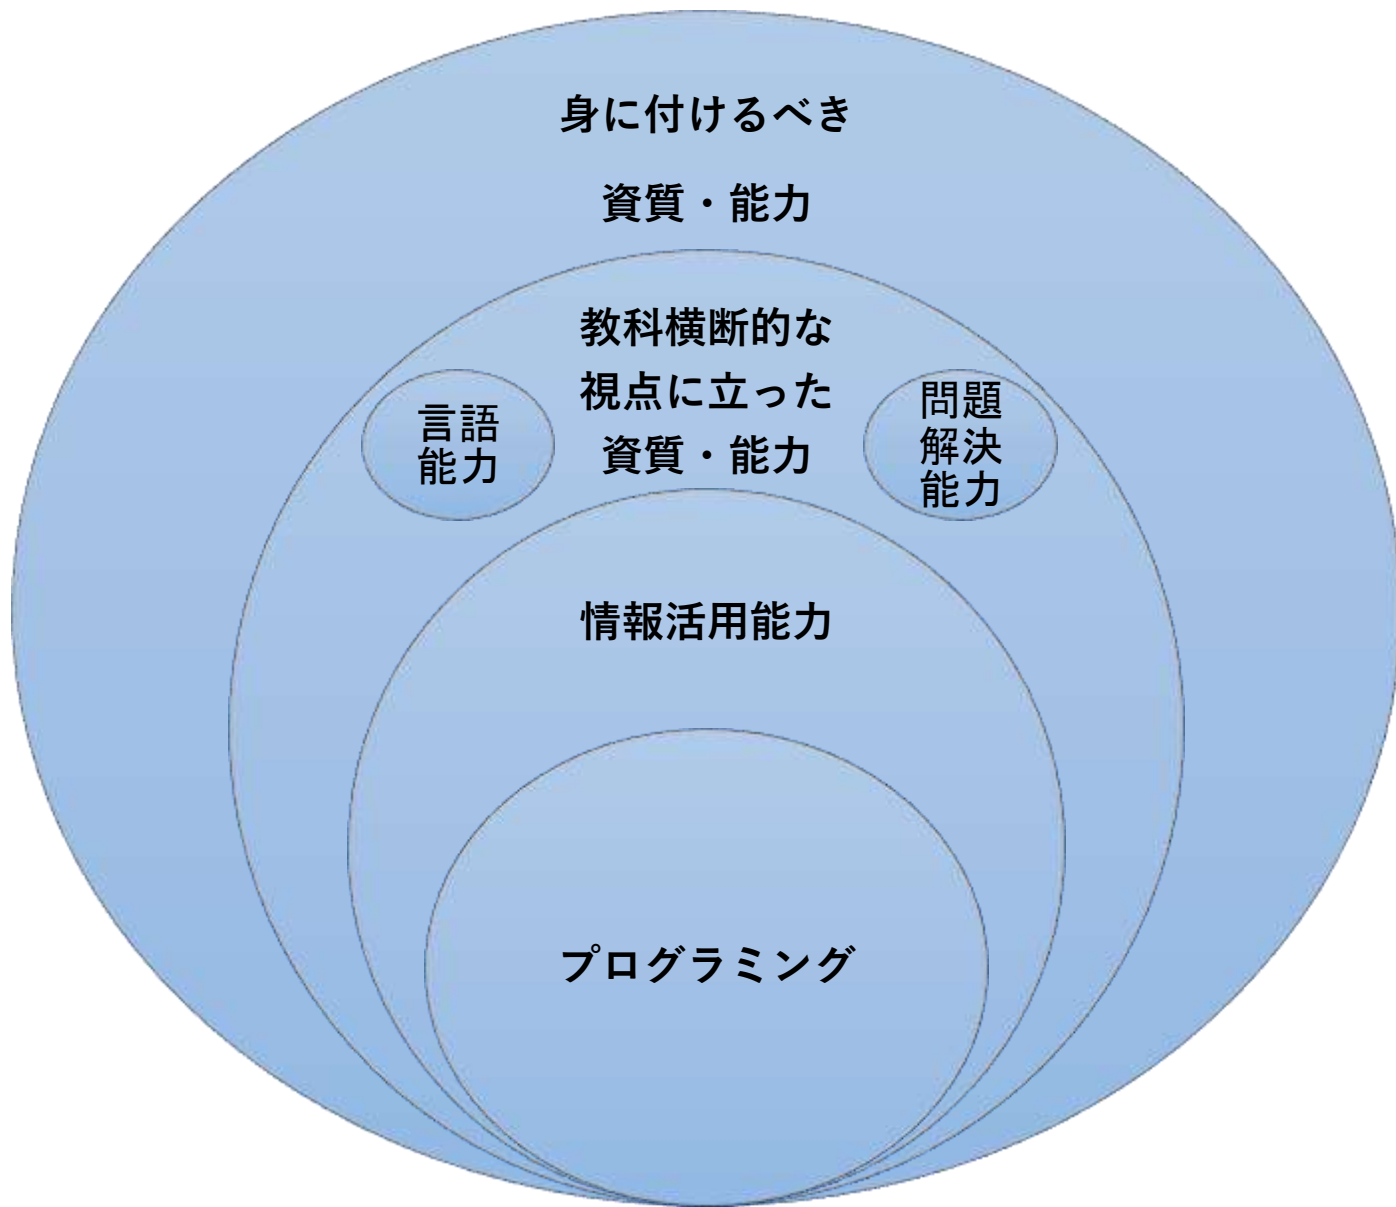 身に付けるべき
資質・能力
教科横断的な
視点に立った
資質・能力
言語
能力
問題
解決
能力
情報活用能力
プログラミング